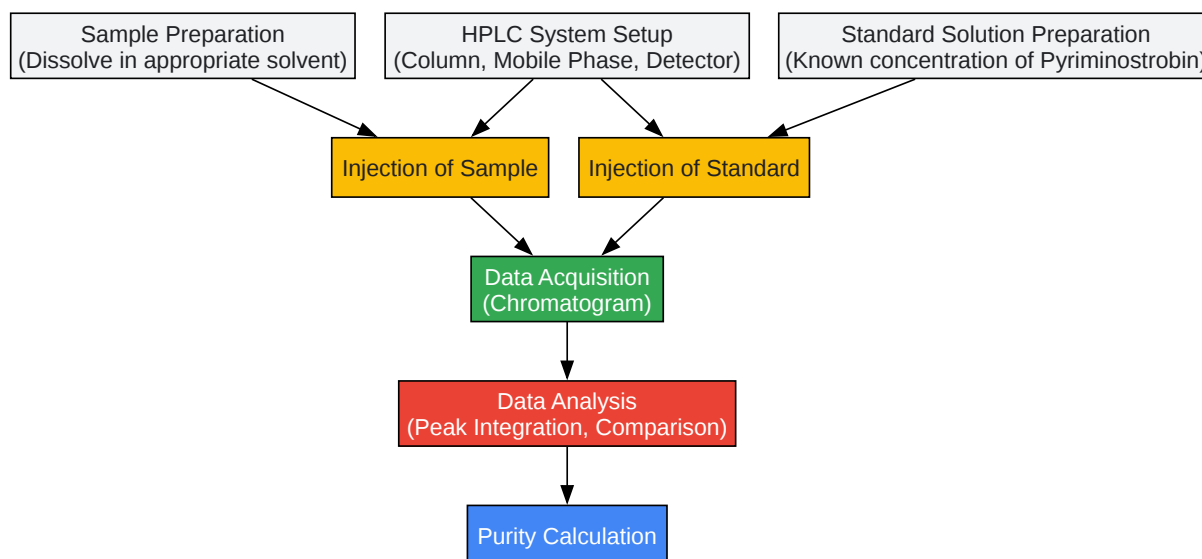 Sample Preparation
(Dissolve in appropriate solvent)
HPLC System Setup
(Column, Mobile Phase, Detector)
Standard Solution Preparation
(Known concentration of Pyriminostrobin)
Injection of Sample
Injection of Standard
Data Acquisition
(Chromatogram)
Data Analysis
(Peak Integration, Comparison)
Purity Calculation